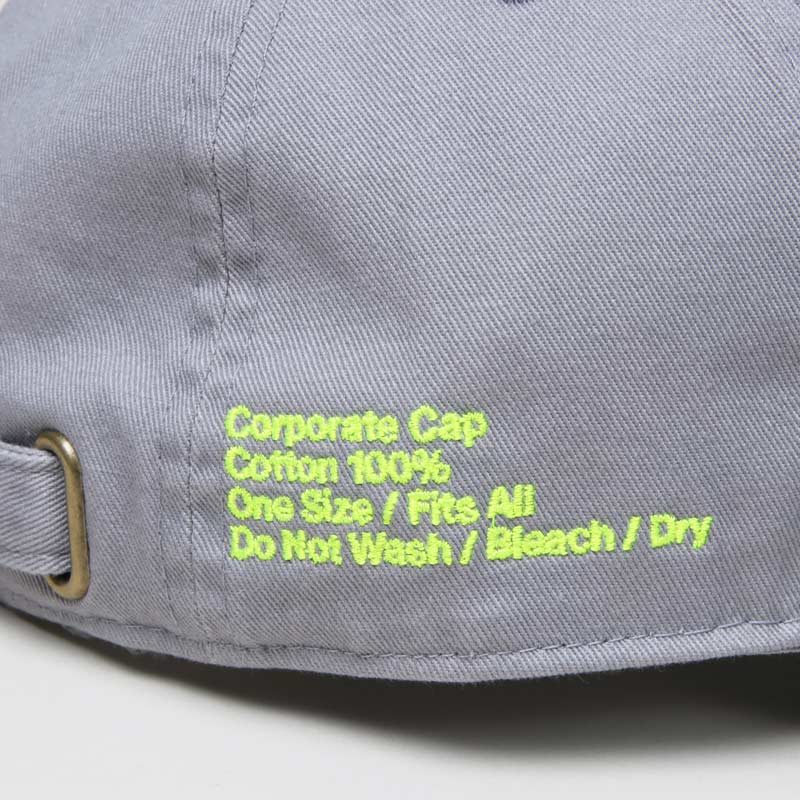 Corporate Cap
Cotton 100%
One Size / Fits All
Do Not Wash / Bleach / Dry